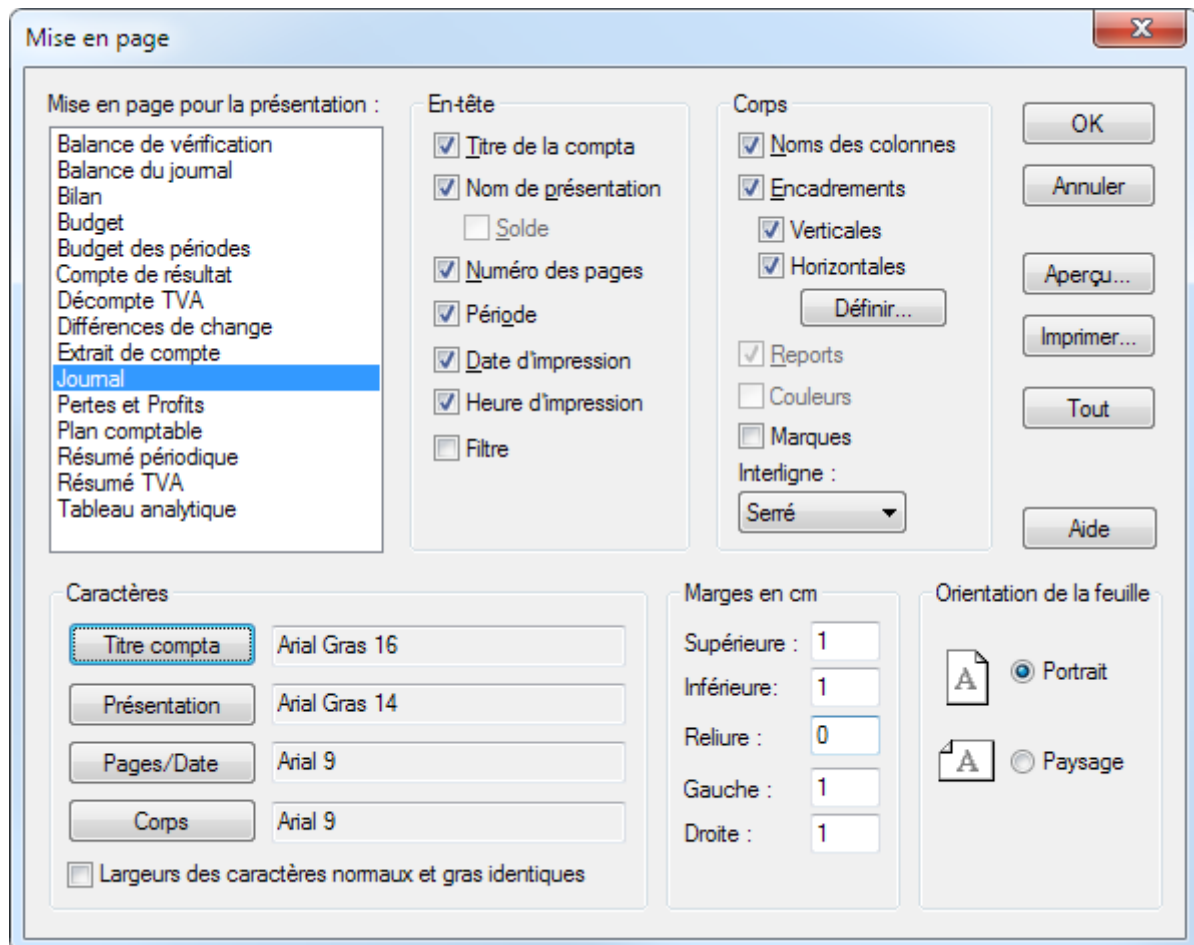 Mise en page
Mise en page pour la présentation :
Balance de vérification
Balance du journal
Bilan
Budget
Budget des périodes
Compte de résultat
Décompte TVA
Différences de change
Extrait de compte
Journal
Pertes et Profits
Plan comptable
Résumé périodique
Résumé TVA
Tableau analytique
En-tête
Titre de la compta
Nom de présentation
Solde
Numéro des pages
Période
Date d'impression
Heure d'impression
Filtre
Corps
Noms des colonnes
Encadrements
Verticales
Horizontales
Définir...
Reports
Couleurs
Marques
Interligne :
Serré
OK
Annuler
Aperçu...
Imprimer...
Tout
Aide
Caractères
Titre compta Arial Gras 16
Présentation Arial Gras 14
Pages/Date Arial 9
Corps Arial 9
Largeurs des caractères normaux et gras identiques
Marges en cm
Supérieure : 1
Inférieure: 1
Reliure : 0
Gauche : 1
Droite : 1
Orientation de la feuille
A Portrait
A Paysage